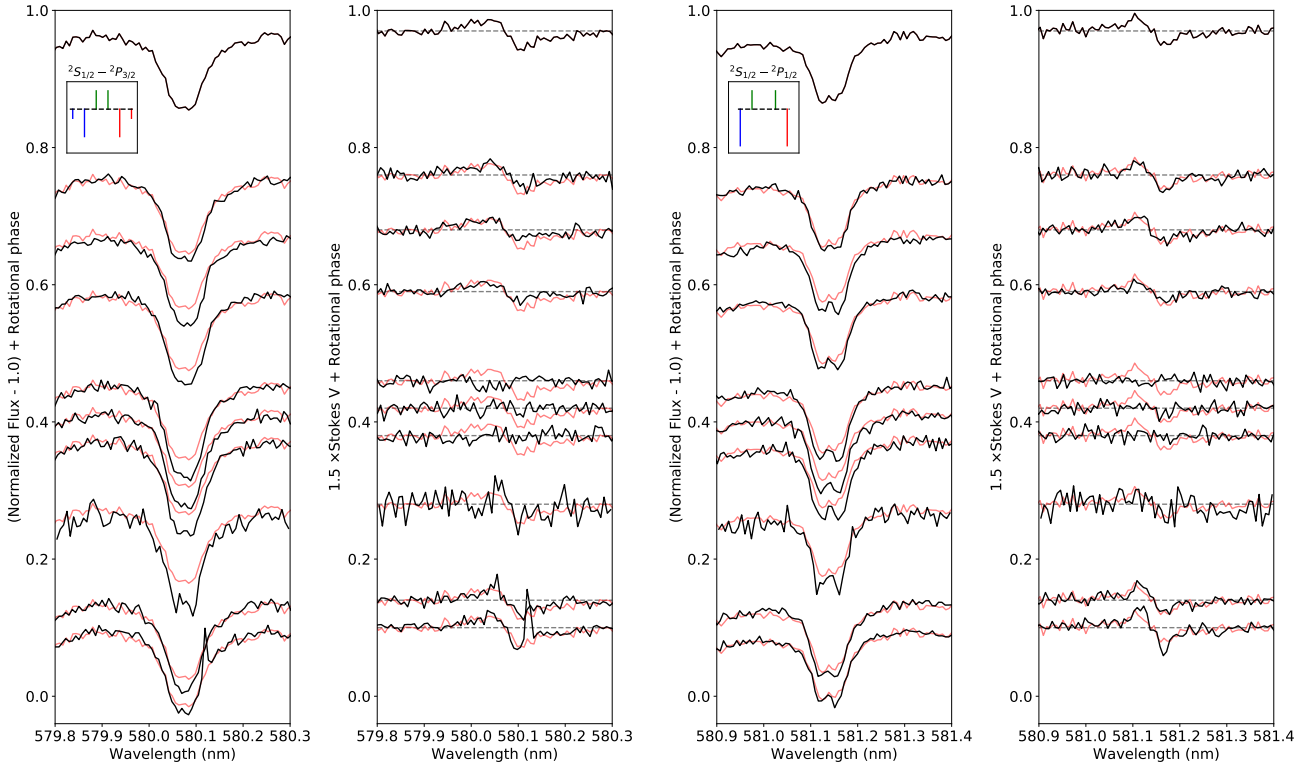 (Normalized Flux - 1.0) + Rotational phase
1.0
0.8
0.6
0.4
0.2
0.0
²S₁/₂ − ²P₃/₂
579.8 579.9 580.0 580.1 580.2 580.3
Wavelength (nm)
1.5 ×Stokes V + Rotational phase
1.0
0.8
0.6
0.4
0.2
0.0
579.8 579.9 580.0 580.1 580.2 580.3
Wavelength (nm)
(Normalized Flux - 1.0) + Rotational phase
1.0
0.8
0.6
0.4
0.2
0.0
²S₁/₂ − ²P₁/₂
580.9 581.0 581.1 581.2 581.3 581.4
Wavelength (nm)
1.5 ×Stokes V + Rotational phase
1.0
0.8
0.6
0.4
0.2
0.0
580.9 581.0 581.1 581.2 581.3 581.4
Wavelength (nm)